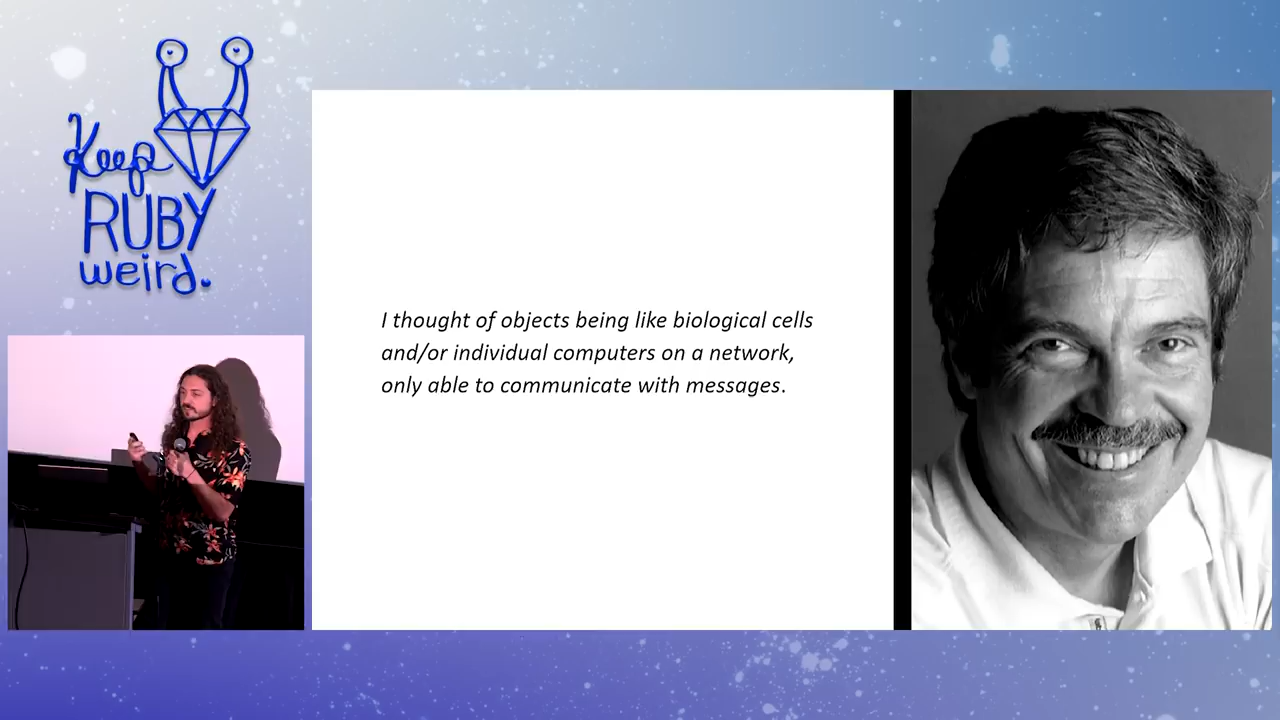 Keep
RUBY
weird.
I thought of objects being like biological cells
and/or individual computers on a network,
only able to communicate with messages.